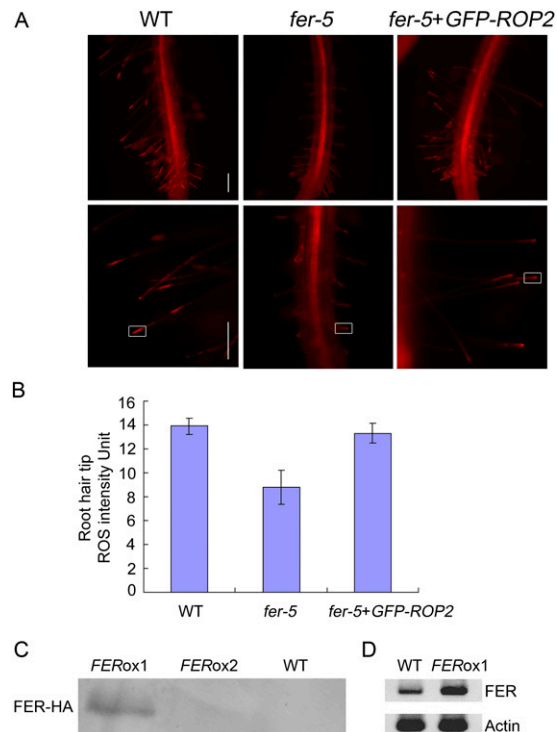 A
WT fer-5 fer-5+GFP-ROP2
B
Root hair tip
ROS intensity Unit
16
14
12
10
8
6
4
2
0
WT fer-5 fer-5+GFP-ROP2
C D
FERox1 FERox2 WT WT FERox1
FER-HA FER
Actin